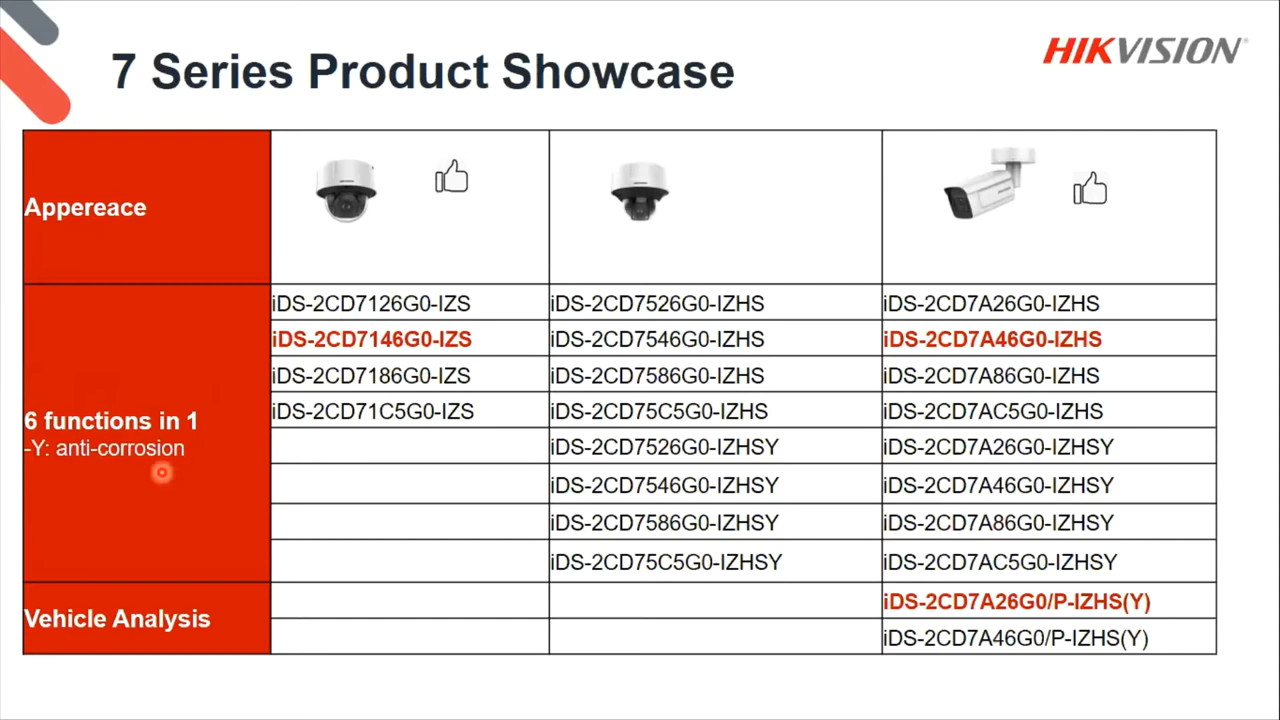 7 Series Product Showcase
HIKVISION®
Appereace
iDS-2CD7126G0-IZS iDS-2CD7526G0-IZHS iDS-2CD7A26G0-IZHS
iDS-2CD7146G0-IZS iDS-2CD7546G0-IZHS iDS-2CD7A46G0-IZHS
iDS-2CD7186G0-IZS iDS-2CD7586G0-IZHS iDS-2CD7A86G0-IZHS
6 functions in 1
-Y: anti-corrosion
iDS-2CD71C5G0-IZS iDS-2CD75C5G0-IZHS iDS-2CD7AC5G0-IZHS
iDS-2CD7526G0-IZHSY iDS-2CD7A26G0-IZHSY
iDS-2CD7546G0-IZHSY iDS-2CD7A46G0-IZHSY
iDS-2CD7586G0-IZHSY iDS-2CD7A86G0-IZHSY
iDS-2CD75C5G0-IZHSY iDS-2CD7AC5G0-IZHSY
Vehicle Analysis
iDS-2CD7A26G0/P-IZHS(Y)
iDS-2CD7A46G0/P-IZHS(Y)